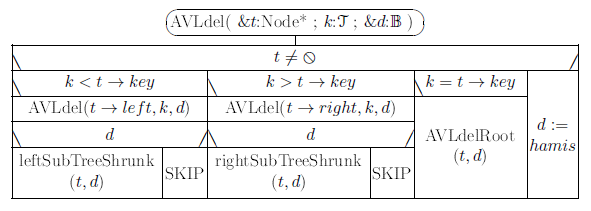 AVLdel( &t:Node* ; k:𝒯 ; &d:𝔹 )
t ≠ ⊘
k < t → key
k > t → key
k = t → key
AVLdel(t → left, k, d)
AVLdel(t → right, k, d)
AVLdelRoot
(t, d)
d :=
hamis
d
d
leftSubTreeShrunk
(t, d)
SKIP
rightSubTreeShrunk
(t, d)
SKIP